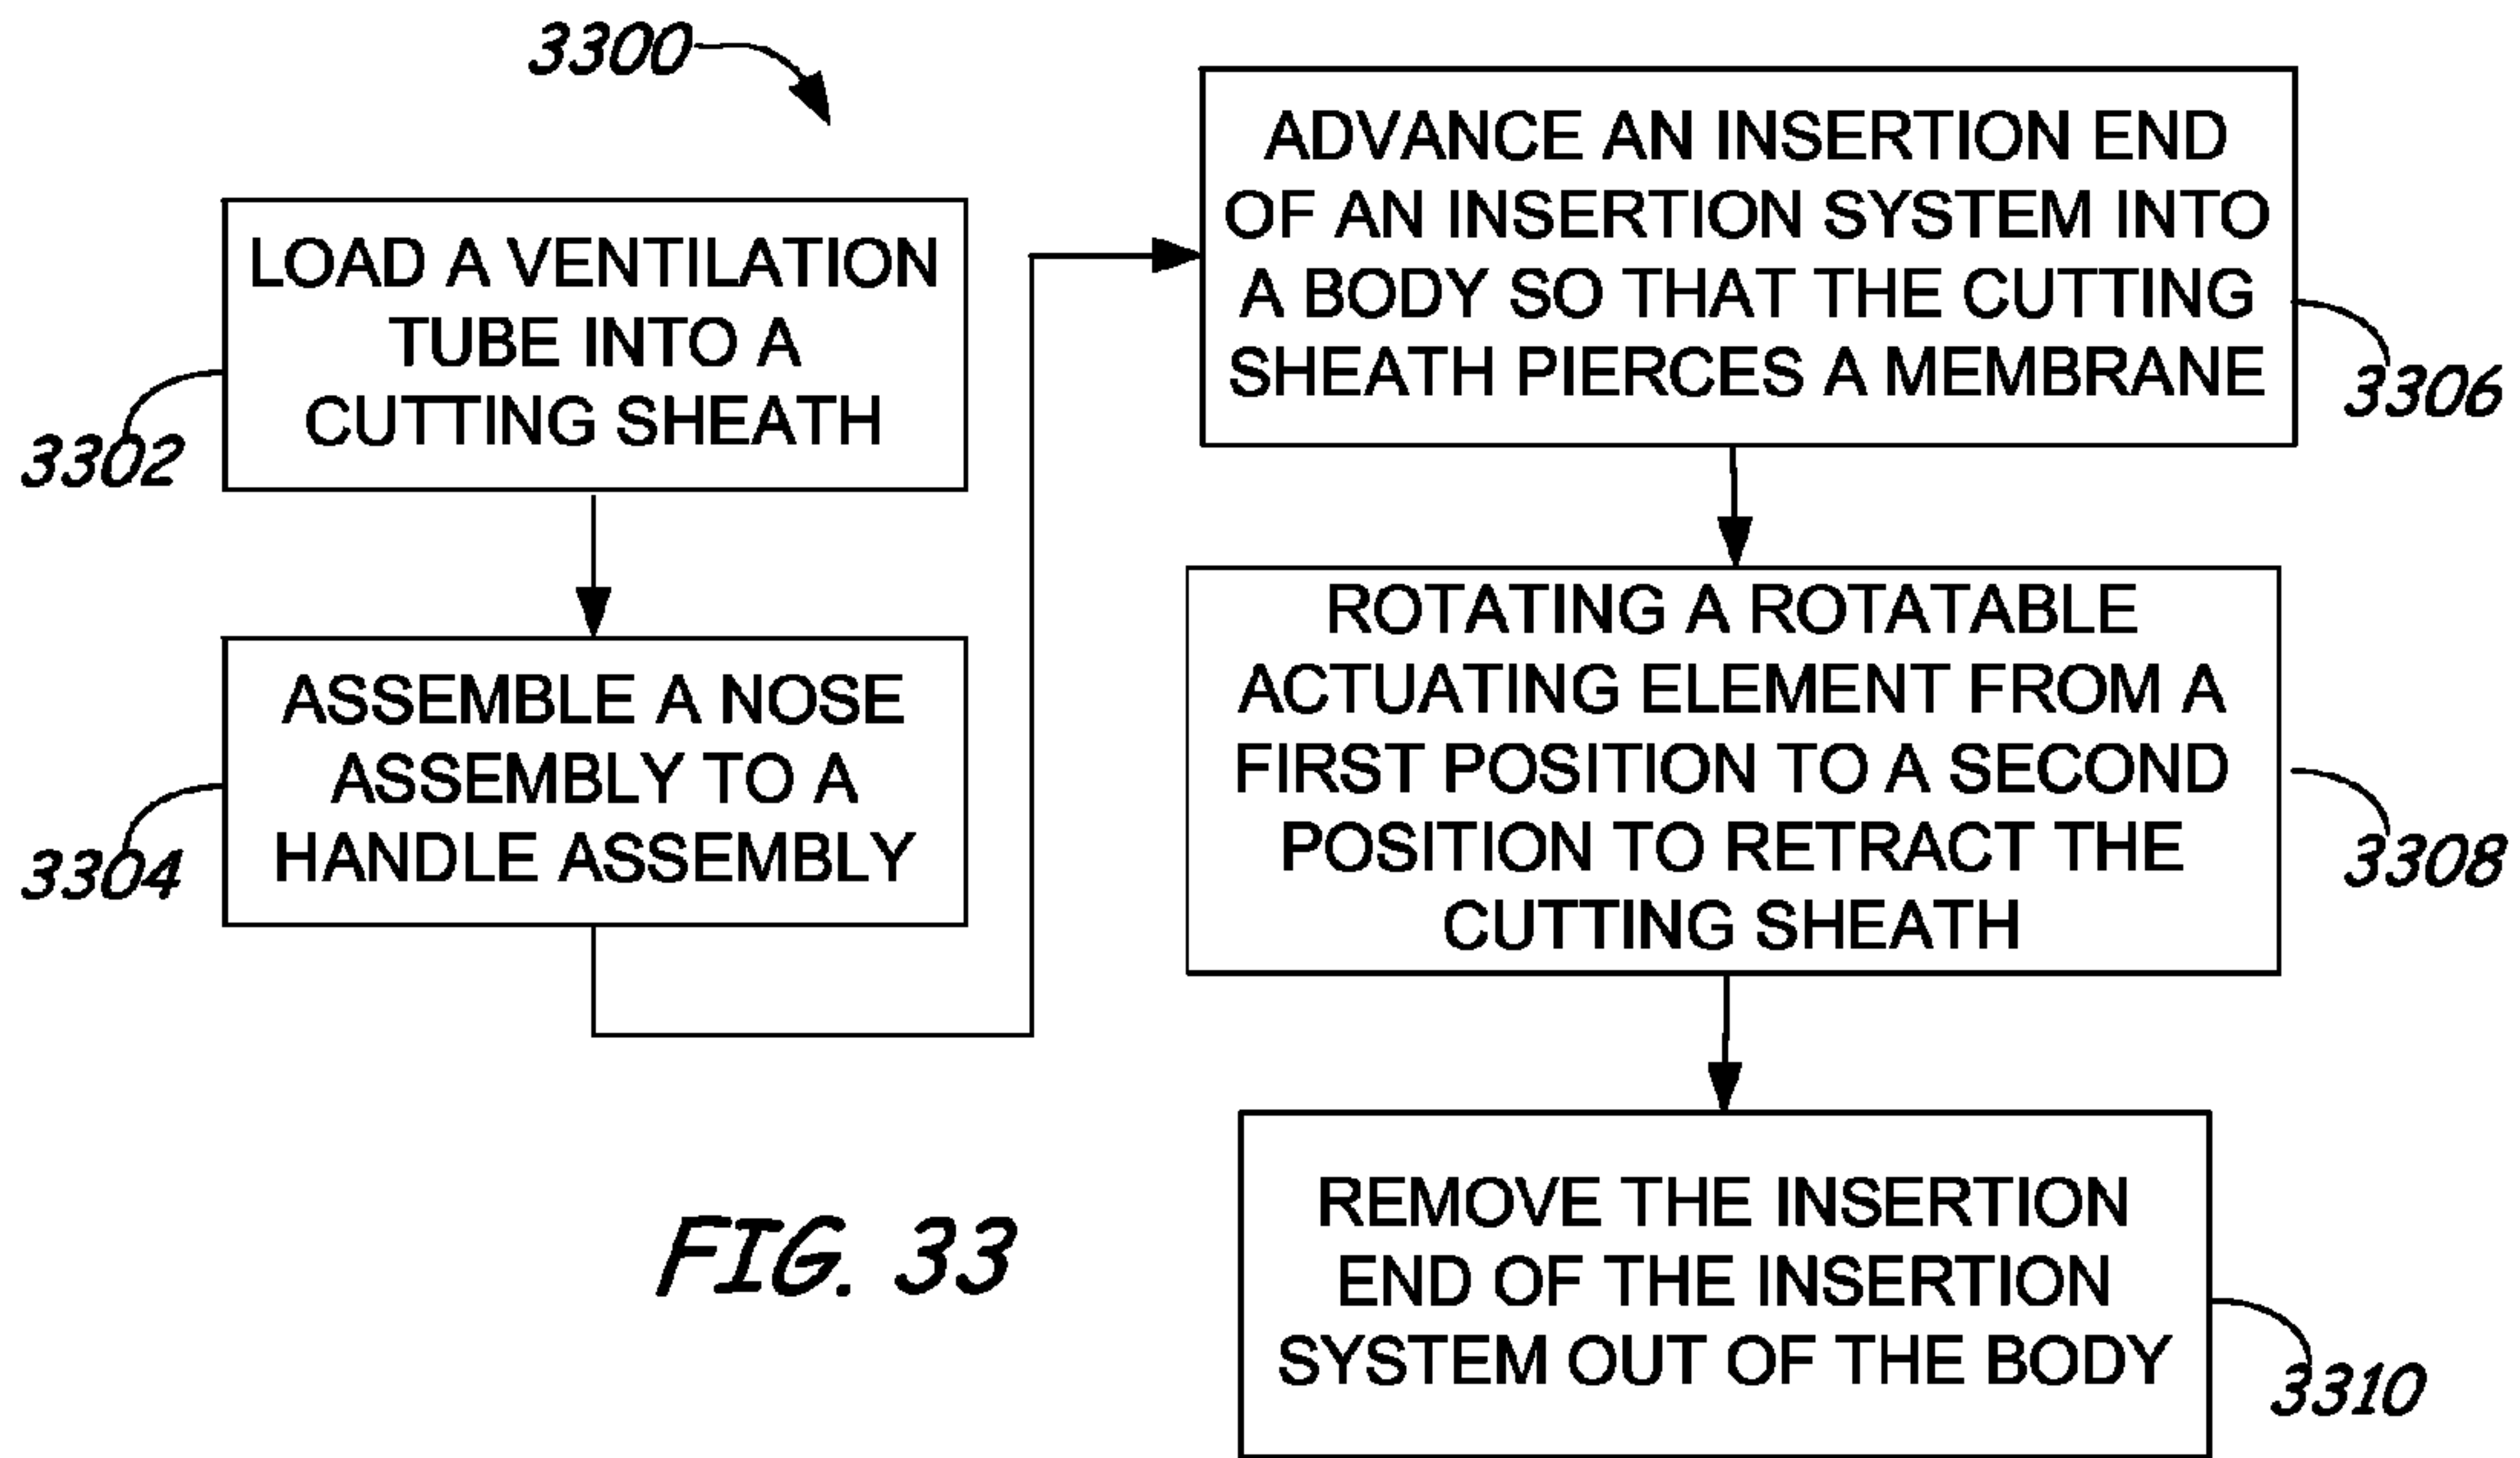 3300
LOAD A VENTILATION
TUBE INTO A
CUTTING SHEATH
3302
ASSEMBLE A NOSE
ASSEMBLY TO A
HANDLE ASSEMBLY
3304
ADVANCE AN INSERTION END
OF AN INSERTION SYSTEM INTO
A BODY SO THAT THE CUTTING
SHEATH PIERCES A MEMBRANE
3306
ROTATING A ROTATABLE
ACTUATING ELEMENT FROM A
FIRST POSITION TO A SECOND
POSITION TO RETRACT THE
CUTTING SHEATH
3308
REMOVE THE INSERTION
END OF THE INSERTION
SYSTEM OUT OF THE BODY
3310
FIG. 33